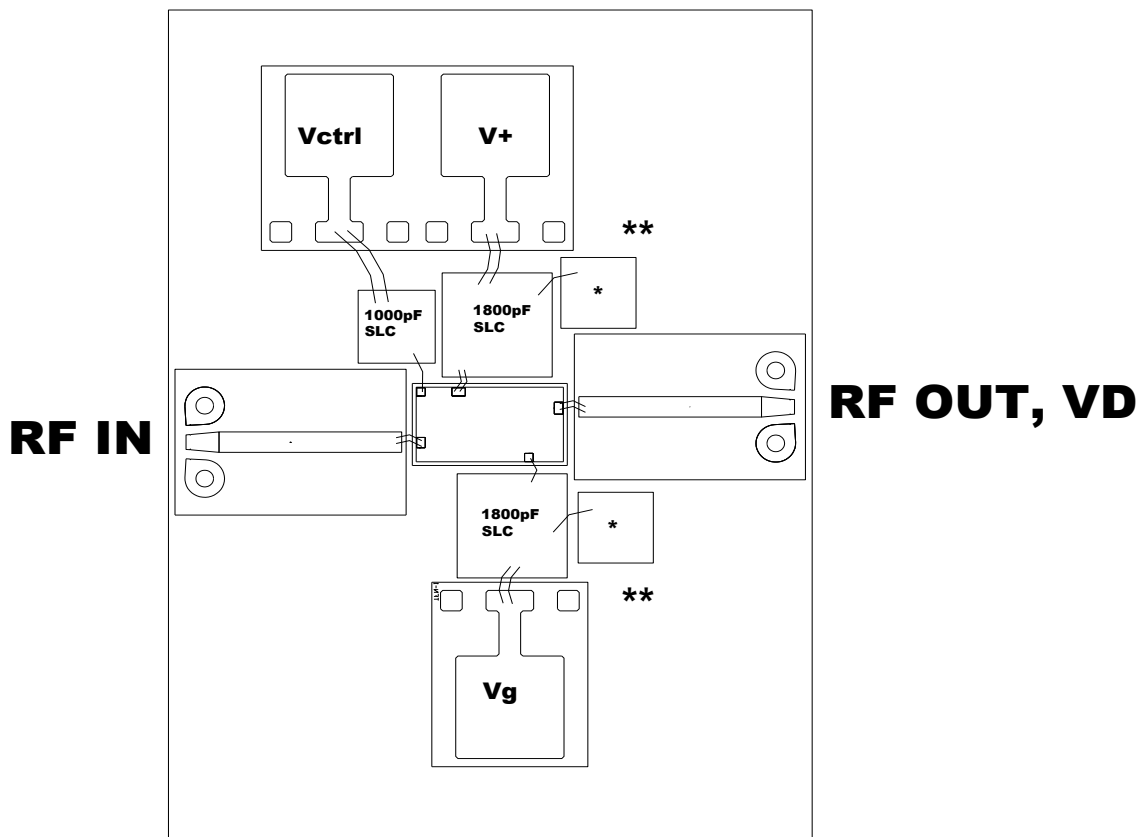 Vctrl
V+
**
*
1000pF
SLC
1800pF
SLC
RF OUT, VD
RF IN
1800pF
SLC
*
**
Vg